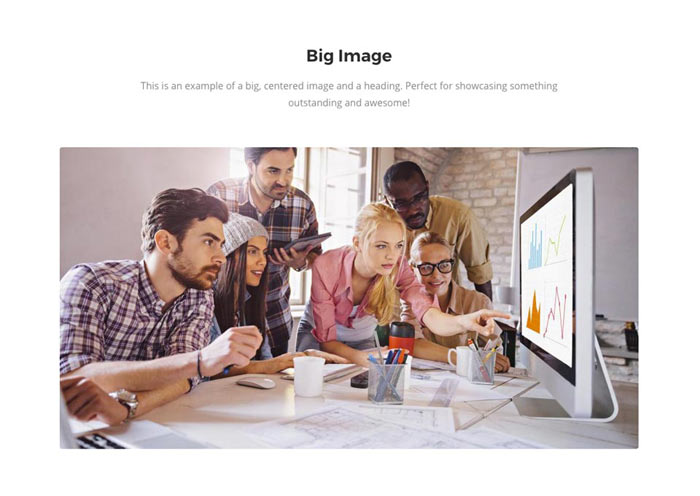 Big Image
This is an example of a big, centered image and a heading. Perfect for showcasing something
outstanding and awesome!